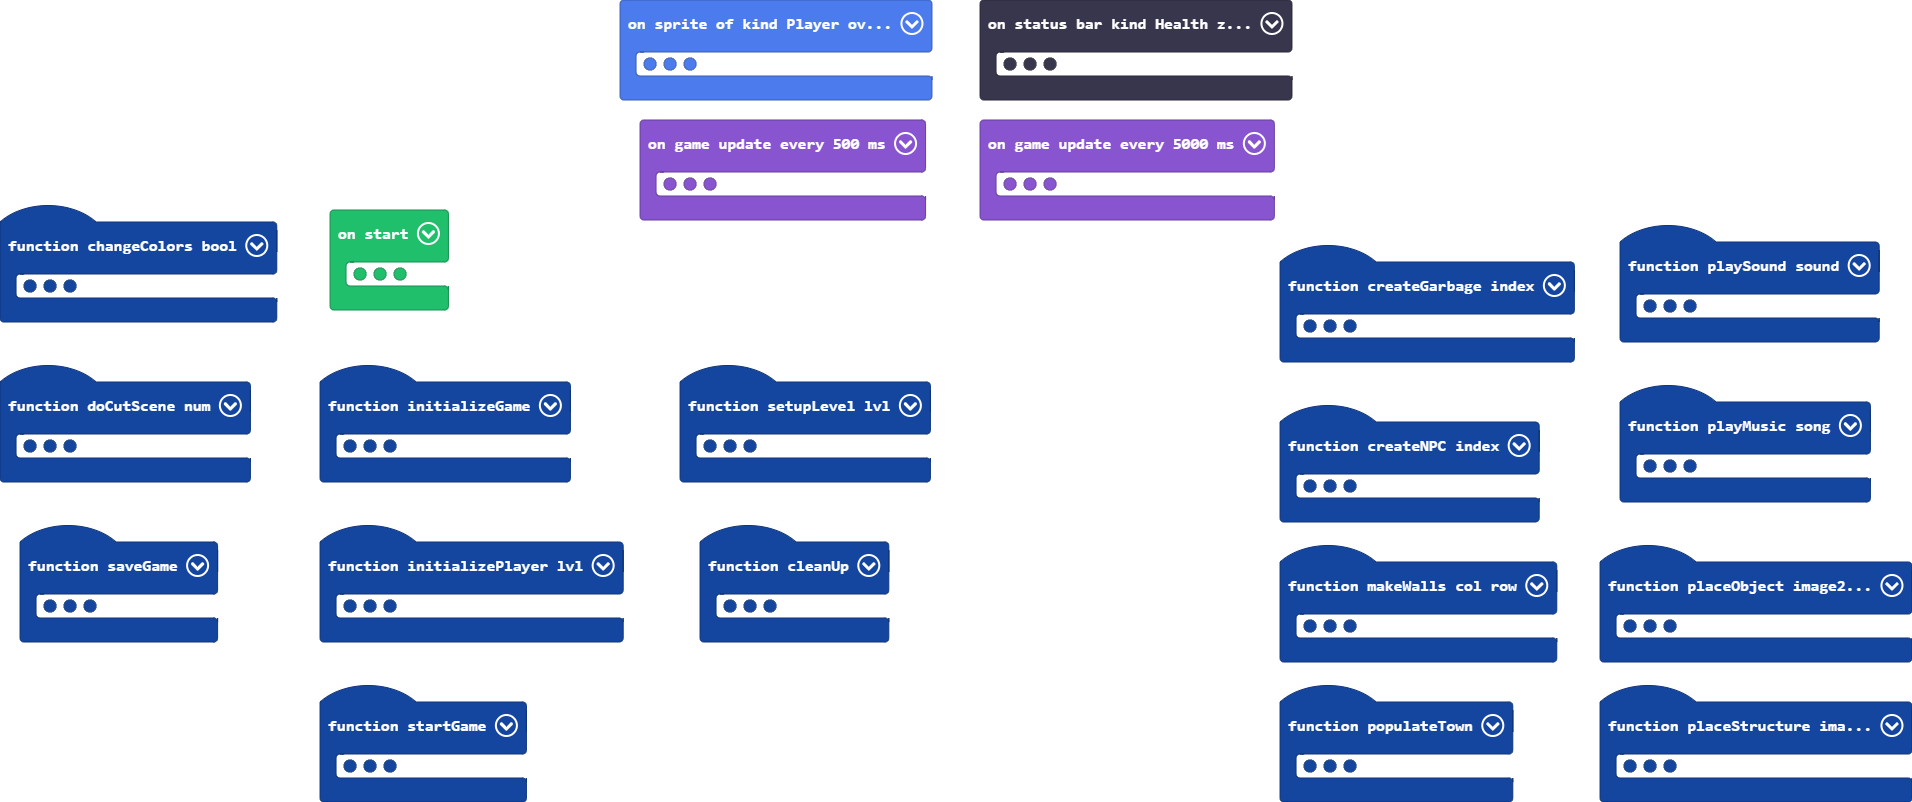 on sprite of kind Player ov...
on status bar kind Health z...
on game update every 500 ms
on game update every 5000 ms
function changeColors bool
on start
function createGarbage index
function playSound sound
function doCutScene num
function initializeGame
function setupLevel lvl
function createNPC index
function playMusic song
function saveGame
function initializePlayer lvl
function cleanUp
function makeWalls col row
function placeObject image2...
function startGame
function populateTown
function placeStructure ima...